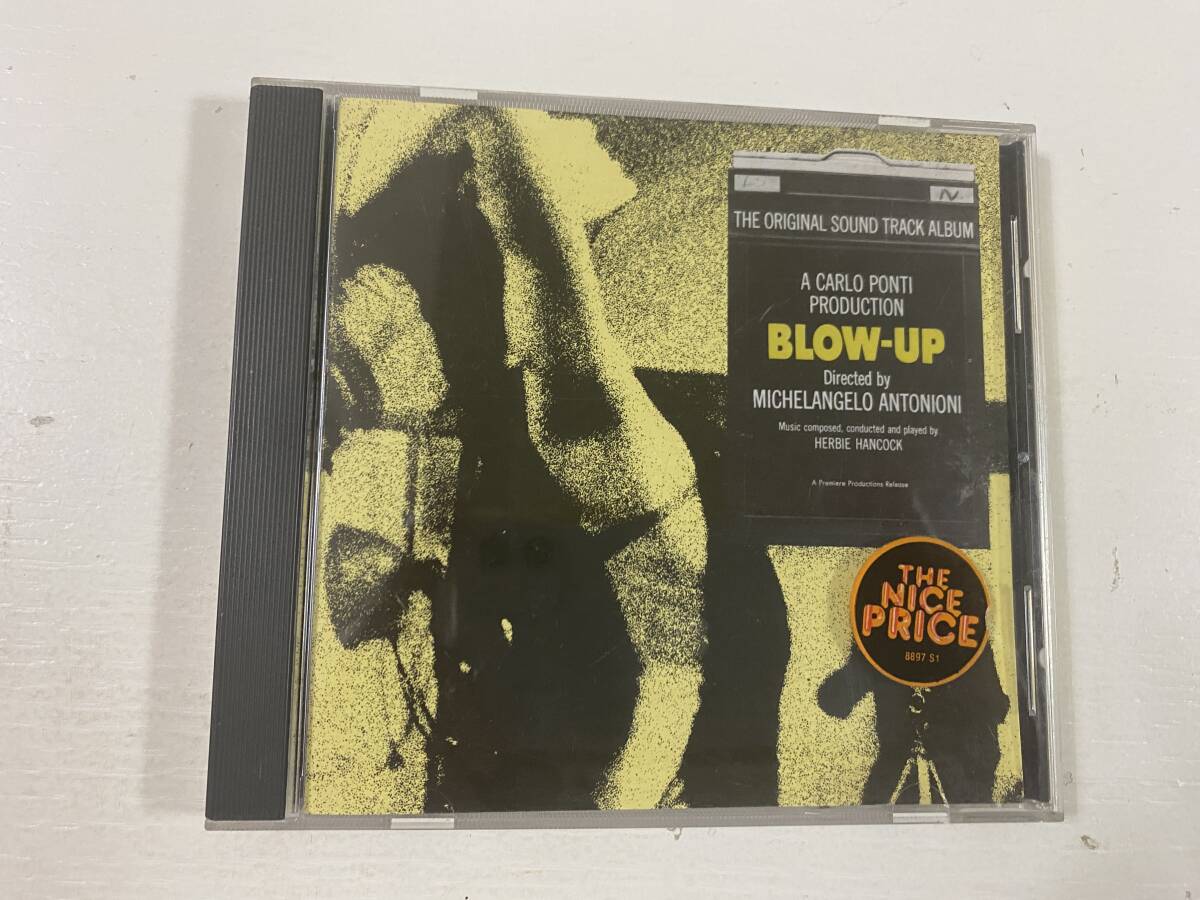 THE ORIGINAL SOUND TRACK ALBUM
A CARLO PONTI
PRODUCTION
BLOW-UP
Directed by
MICHELANGELO ANTONIONI
Music composed, conducted and played by
HERBIE HANCOCK
A Premiere Productions Release
THE
NICE
PRICE
8897 S1